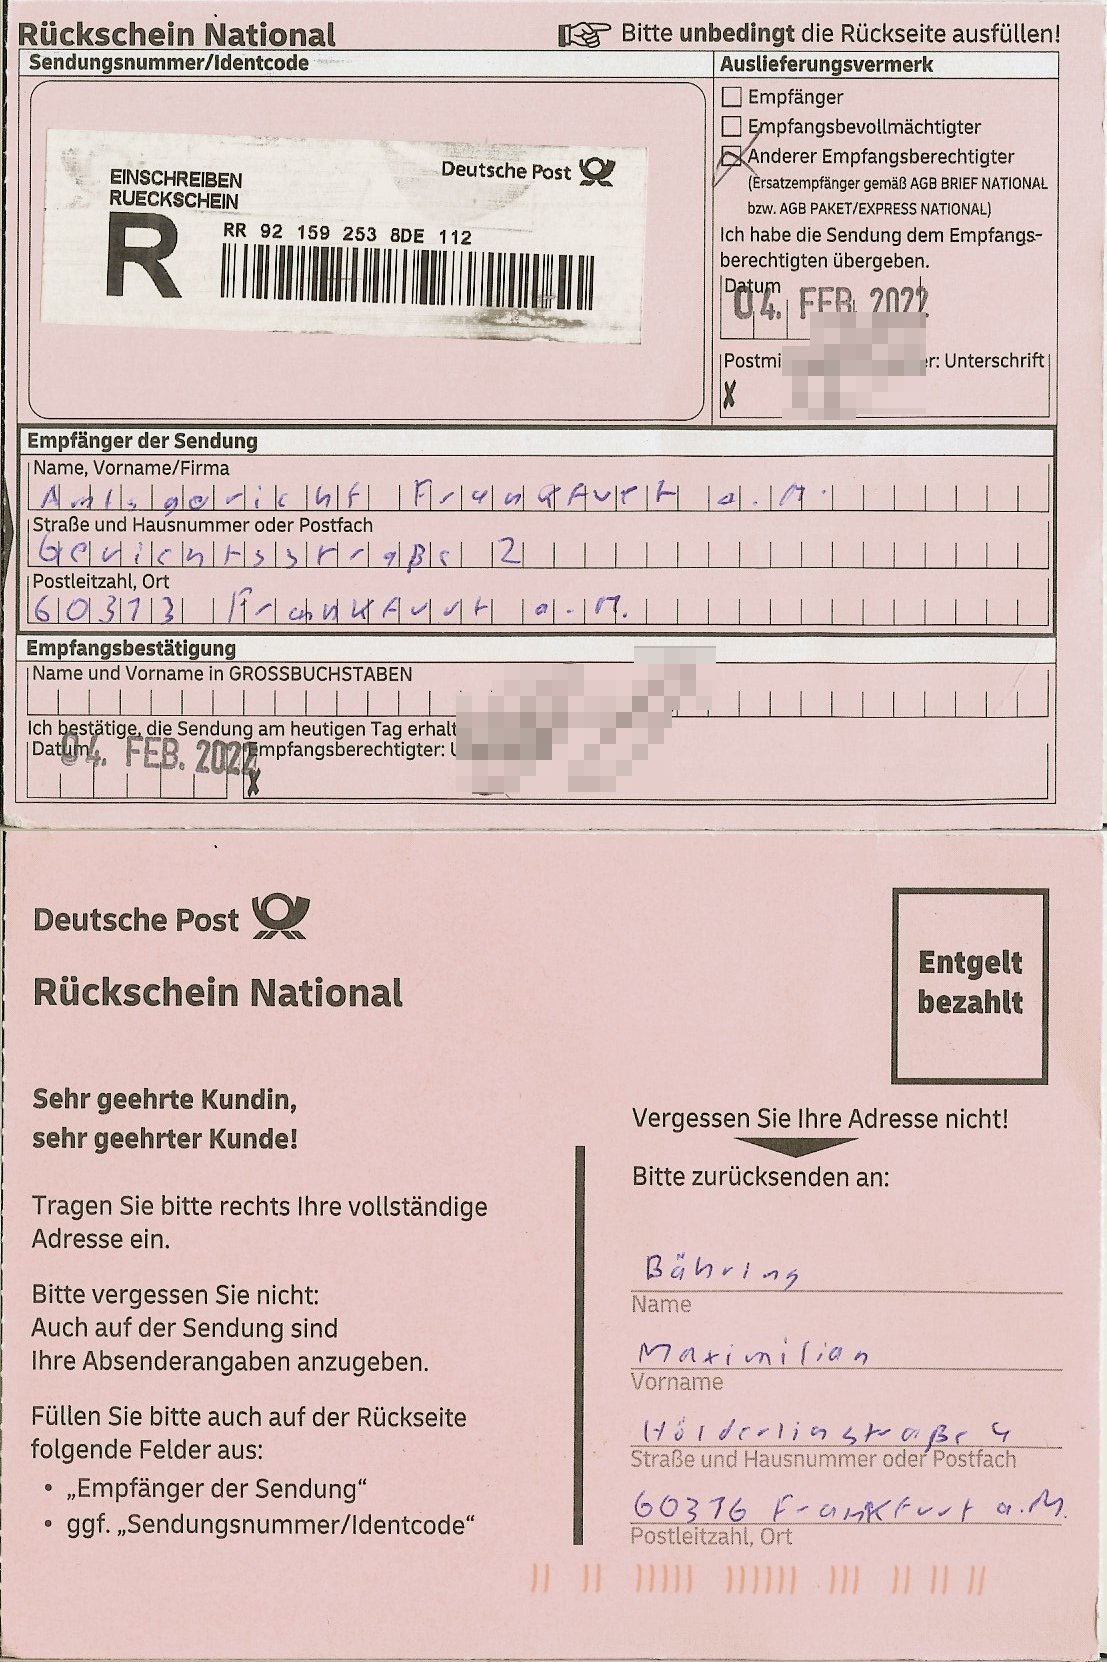 Rückschein National
Bitte unbedingt die Rückseite ausfüllen!
Sendungsnummer/Identcode
EINSCHREIBEN
RUECKSCHEIN
Deutsche Post
R
RR 92 159 253 8DE 112
Auslieferungsvermerk
Empfänger
Empfangsbevollmächtigter
Anderer Empfangsberechtigter
(Ersatzempfänger gemäß AGB BRIEF NATIONAL
bzw. AGB PAKET/EXPRESS NATIONAL)
Ich habe die Sendung dem Empfangs-
berechtigten übergeben.
Datum
04. FEB. 2022
Postmi er: Unterschrift
X
Empfänger der Sendung
Name, Vorname/Firma
Amtsgericht Frankfurt a.M.
Straße und Hausnummer oder Postfach
Gerichtsstraße 2
Postleitzahl, Ort
60313 Frankfurt a.M.
Empfangsbestätigung
Name und Vorname in GROSSBUCHSTABEN
Ich bestätige, die Sendung am heutigen Tag erhalt
Datum
04. FEB. 2022
Empfangsberechtigter:
X
Deutsche Post
Rückschein National
Entgelt
bezahlt
Sehr geehrte Kundin,
sehr geehrter Kunde!
Tragen Sie bitte rechts Ihre vollständige
Adresse ein.
Bitte vergessen Sie nicht:
Auch auf der Sendung sind
Ihre Absenderangaben anzugeben.
Füllen Sie bitte auch auf der Rückseite
folgende Felder aus:
• „Empfänger der Sendung“
• ggf. „Sendungsnummer/Identcode“
Vergessen Sie Ihre Adresse nicht!
Bitte zurücksenden an:
Bähring
Name
Maximilian
Vorname
Hölderlinstraße 4
Straße und Hausnummer oder Postfach
60316 Frankfurt a.M.
Postleitzahl, Ort